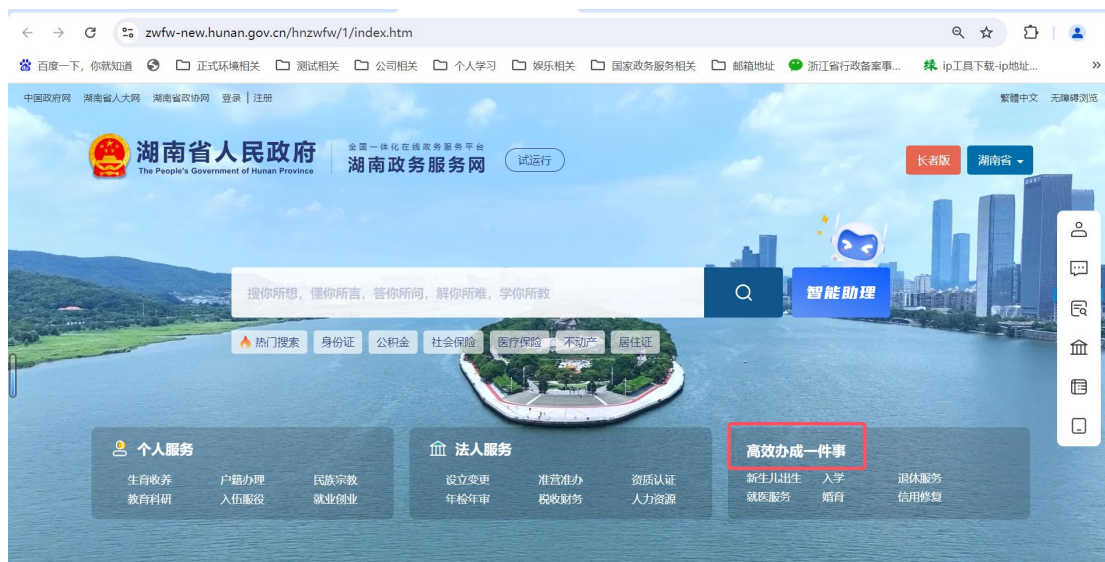 zwfw-new.hunan.gov.cn/hnzwfw/1/index.htm
百度一下，你就知道 正式环境相关 测试相关 公司相关 个人学习 娱乐相关 国家政务服务相关 邮箱地址 浙江省行政备案事... 绿 ip工具下载-ip地址... »
中国政府网 湖南省人大网 湖南省政协网 登录 | 注册 繁體中文 无障碍浏览
湖南省人民政府 全国一体化在线政务服务平台
The People's Government of Hunan Province 湖南政务服务网 试运行 长者版 湖南省
搜你所想，懂你所言，答你所问，解你所难，学你所教 智能助理
热门搜索 身份证 公积金 社会保险 医疗保险 不动产 居住证
个人服务 法人服务 高效办成一件事
生育收养 户籍办理 民族宗教 设立变更 准营准办 资质认证 新生儿出生 入学 退休服务
教育科研 入伍服役 就业创业 年检年审 税收财务 人力资源 就医服务 婚育 信用修复